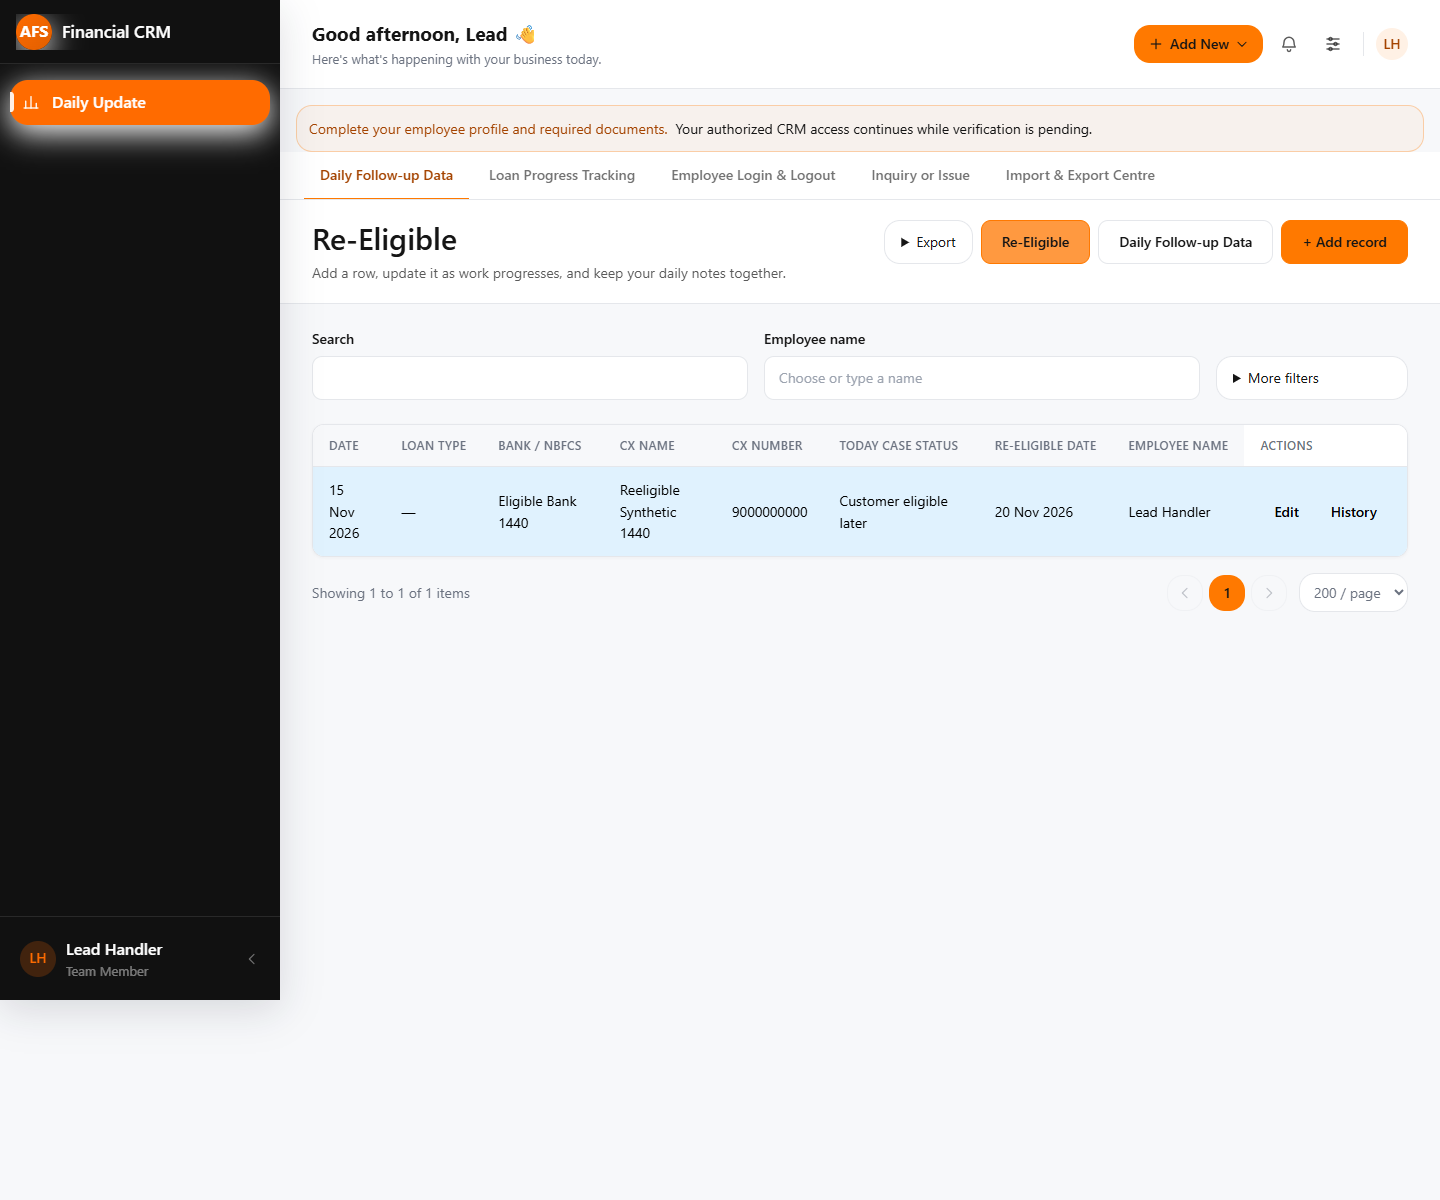 AFS Financial CRM
Daily Update
Good afternoon, Lead 👋
Here's what's happening with your business today.
+ Add New
LH
Complete your employee profile and required documents. Your authorized CRM access continues while verification is pending.
Daily Follow-up Data Loan Progress Tracking Employee Login & Logout Inquiry or Issue Import & Export Centre
Re-Eligible
Add a row, update it as work progresses, and keep your daily notes together.
▶ Export Re-Eligible Daily Follow-up Data + Add record
Search
Employee name
Choose or type a name
▶ More filters
DATE LOAN TYPE BANK / NBFCS CX NAME CX NUMBER TODAY CASE STATUS RE-ELIGIBLE DATE EMPLOYEE NAME ACTIONS
15
Nov
2026
—
Eligible Bank
1440
Reeligible
Synthetic
1440
9000000000
Customer eligible
later
20 Nov 2026
Lead Handler
Edit History
Showing 1 to 1 of 1 items
1
200 / page
LH
Lead Handler
Team Member